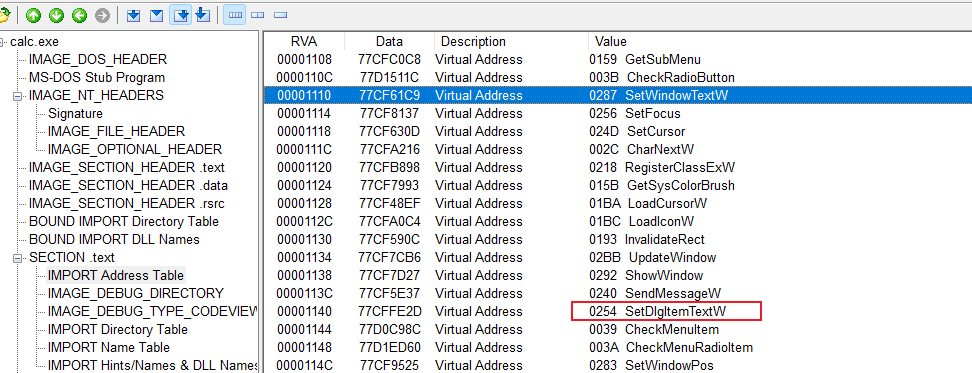 calc.exe
IMAGE_DOS_HEADER
MS-DOS Stub Program
IMAGE_NT_HEADERS
Signature
IMAGE_FILE_HEADER
IMAGE_OPTIONAL_HEADER
IMAGE_SECTION_HEADER .text
IMAGE_SECTION_HEADER .data
IMAGE_SECTION_HEADER .rsrc
BOUND IMPORT Directory Table
BOUND IMPORT DLL Names
SECTION .text
IMPORT Address Table
IMAGE_DEBUG_DIRECTORY
IMAGE_DEBUG_TYPE_CODEVIEW
IMPORT Directory Table
IMPORT Name Table
IMPORT Hints/Names & DLL Names
RVA Data Description Value
00001108 77CFC0C8 Virtual Address 0159 GetSubMenu
0000110C 77D1511C Virtual Address 003B CheckRadioButton
00001110 77CF61C9 Virtual Address 0287 SetWindowTextW
00001114 77CF8137 Virtual Address 0256 SetFocus
00001118 77CF630D Virtual Address 024D SetCursor
0000111C 77CFA216 Virtual Address 002C CharNextW
00001120 77CFB898 Virtual Address 0218 RegisterClassExW
00001124 77CF7993 Virtual Address 015B GetSysColorBrush
00001128 77CF48EF Virtual Address 01BA LoadCursorW
0000112C 77CFA0C4 Virtual Address 01BC LoadIconW
00001130 77CF590C Virtual Address 0193 InvalidateRect
00001134 77CF7CB6 Virtual Address 02BB UpdateWindow
00001138 77CF7D27 Virtual Address 0292 ShowWindow
0000113C 77CF5E37 Virtual Address 0240 SendMessageW
00001140 77CFFE2D Virtual Address 0254 SetDlgItemTextW
00001144 77D0C98C Virtual Address 0039 CheckMenuItem
00001148 77D1ED60 Virtual Address 003A CheckMenuRadioItem
0000114C 77CF9525 Virtual Address 0283 SetWindowPos